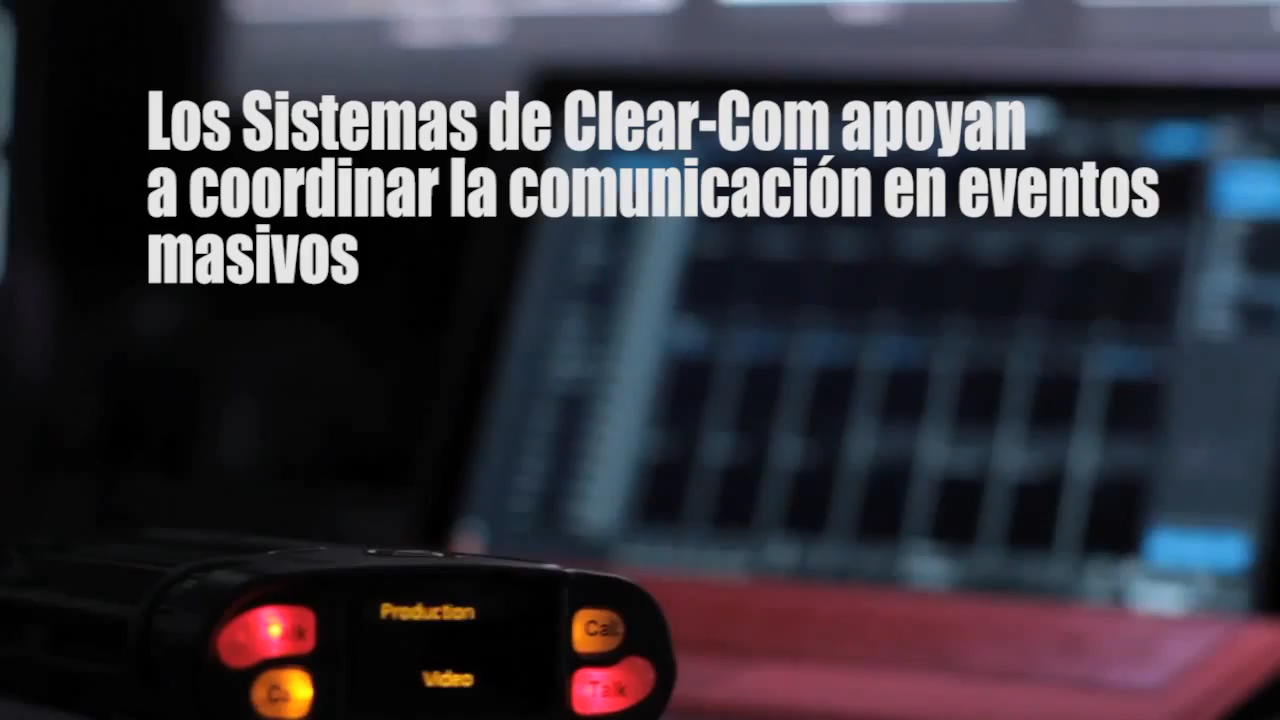 Los Sistemas de Clear-Com apoyan
a coordinar la comunicación en eventos
masivos
Production
Call
Video
Talk